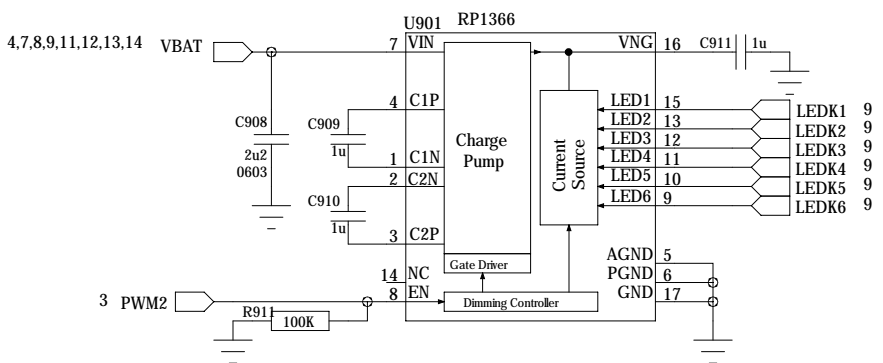 U901 RP1366
4,7,8,9,11,12,13,14 VBAT 7 VIN VNG 16 C911 1u
4 C1P LED1 15 LEDK1 9
C908 C909 LED2 13 LEDK2 9
1u Charge Pump LED3 12 LEDK3 9
2u2 1 C1N Current Source LED4 11 LEDK4 9
0603 2 C2N LED5 10 LEDK5 9
C910 LED6 9 LEDK6 9
1u
3 C2P
AGND 5
Gate Driver PGND 6
14 NC GND 17
3 PWM2 8 EN Dimming Controller
R911 100K